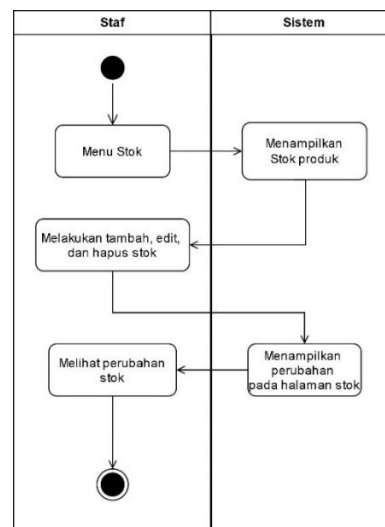 Staf
Sistem
Menu Stok
Menampilkan
Stok produk
Melakukan tambah, edit,
dan hapus stok
Menampilkan
perubahan
pada halaman stok
Melihat perubahan
stok